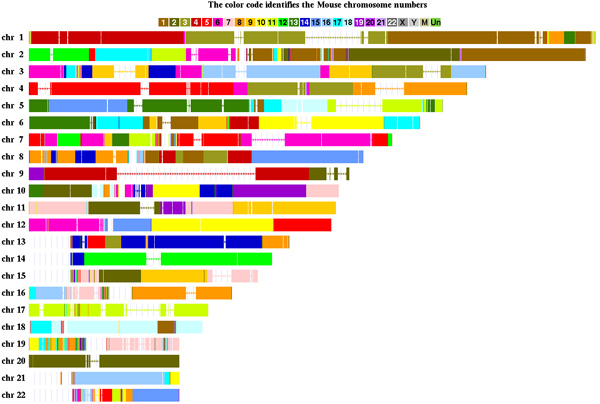 The color code identifies the Mouse chromosome numbers
1 2 3 4 5 6 7 8 9 10 11 12 13 14 15 16 17 18 19 20 21 22 X Y M Un
chr 1
chr 2
chr 3
chr 4
chr 5
chr 6
chr 7
chr 8
chr 9
chr 10
chr 11
chr 12
chr 13
chr 14
chr 15
chr 16
chr 17
chr 18
chr 19
chr 20
chr 21
chr 22